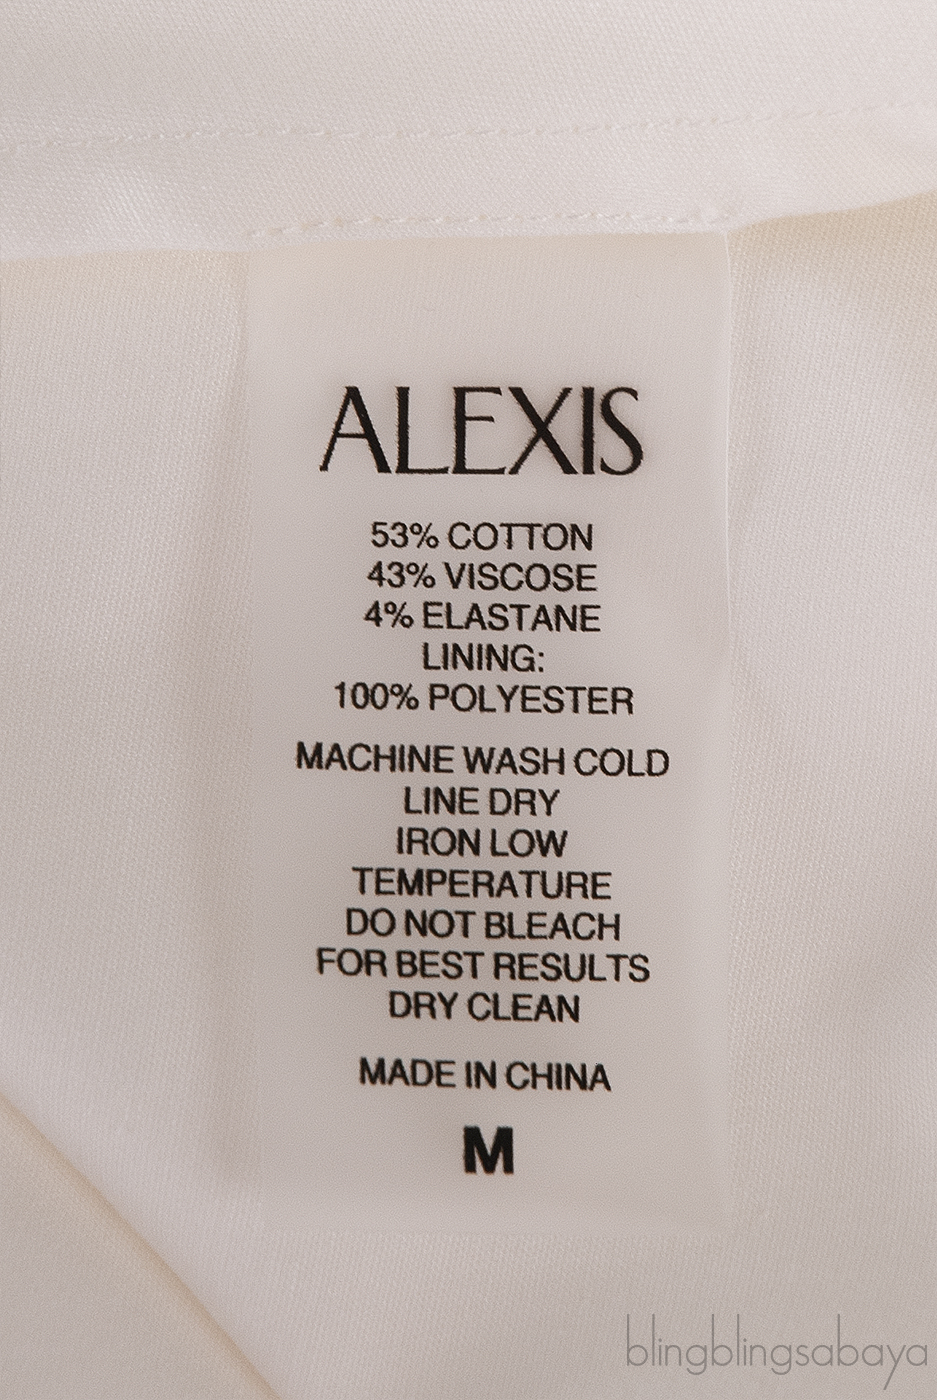 ALEXIS
53% COTTON
43% VISCOSE
4% ELASTANE
LINING:
100% POLYESTER
MACHINE WASH COLD
LINE DRY
IRON LOW
TEMPERATURE
DO NOT BLEACH
FOR BEST RESULTS
DRY CLEAN
MADE IN CHINA
M
blingblingsabaya